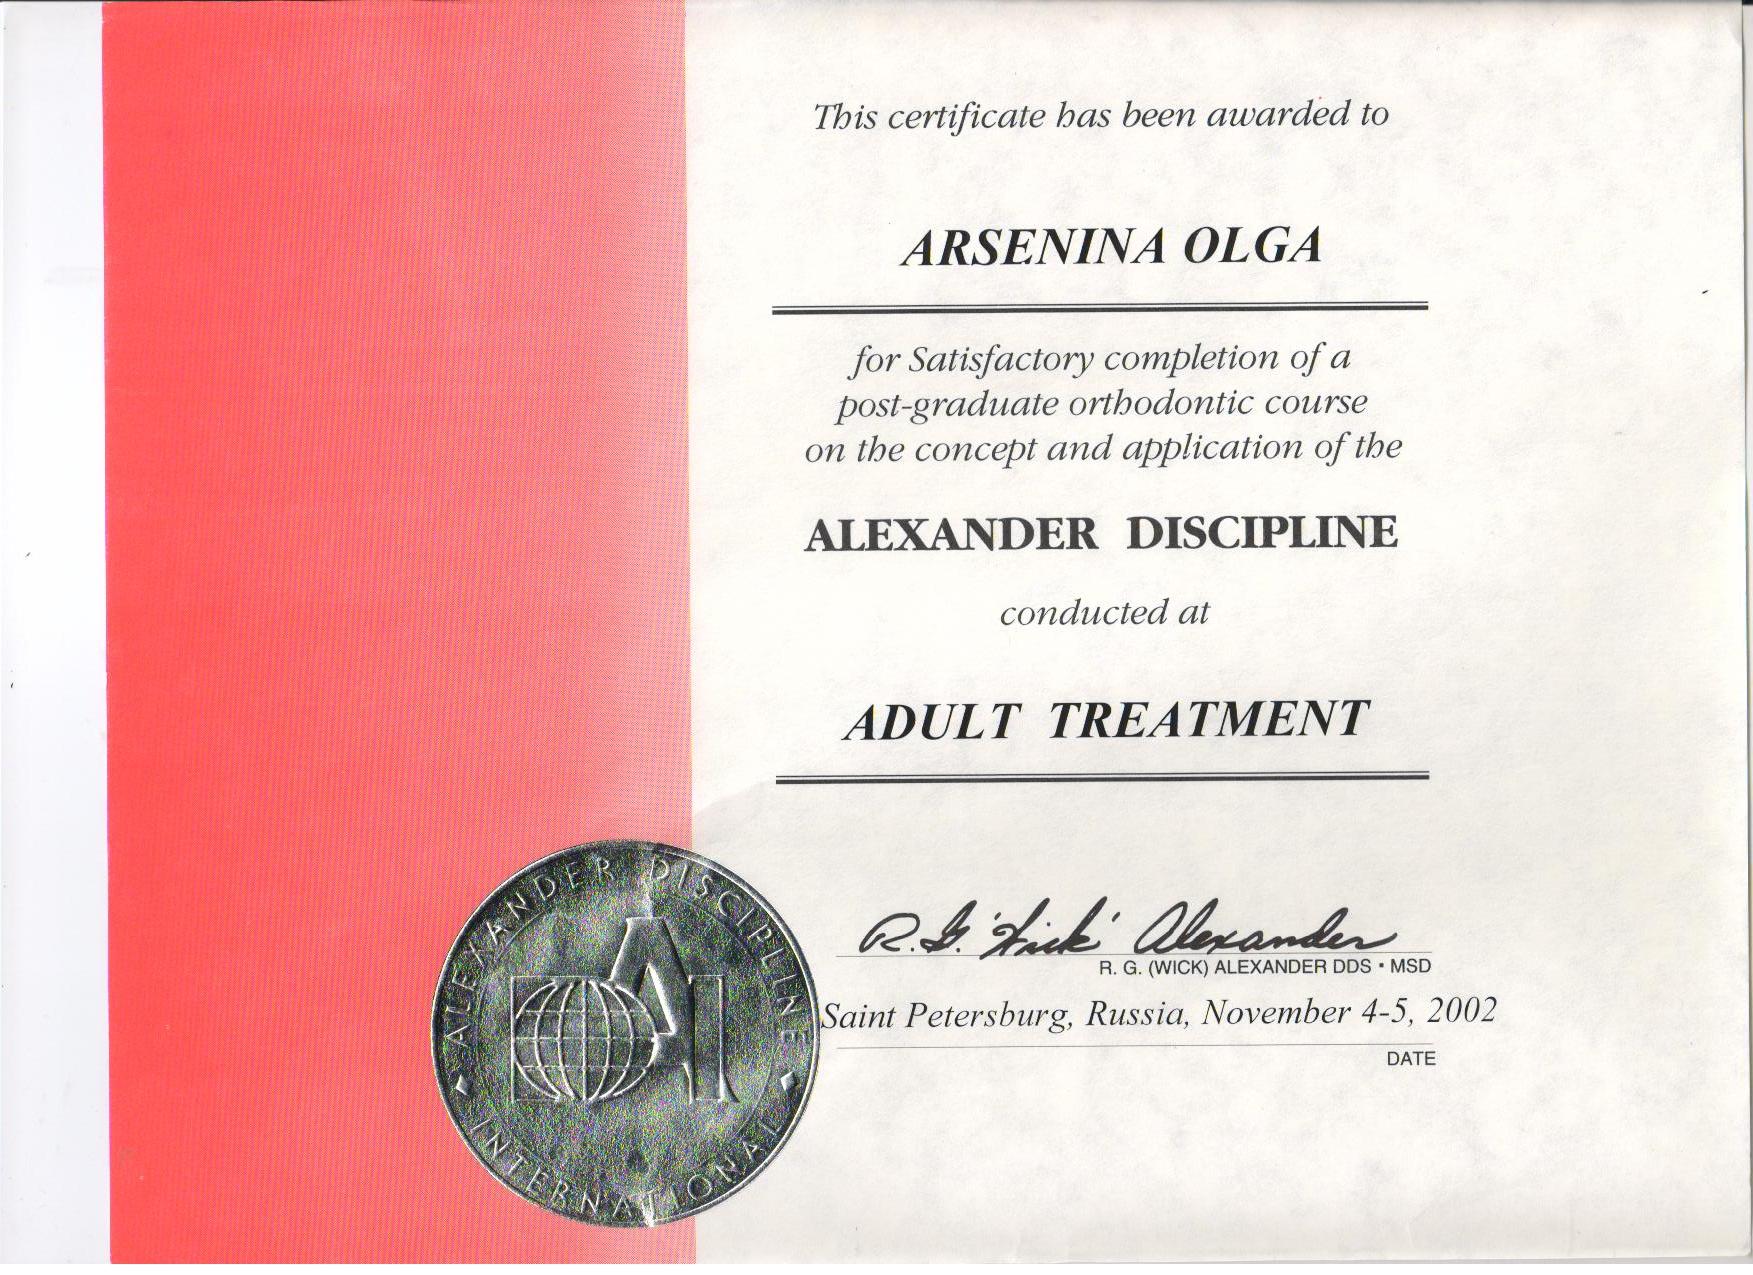 This certificate has been awarded to
ARSENINA OLGA
for Satisfactory completion of a
post-graduate orthodontic course
on the concept and application of the
ALEXANDER DISCIPLINE
conducted at
ADULT TREATMENT
R. G. 'Wick' Alexander
R. G. (WICK) ALEXANDER DDS • MSD
Saint Petersburg, Russia, November 4-5, 2002
DATE
ALEXANDER DISCIPLINE
ADI
INTERNATIONAL